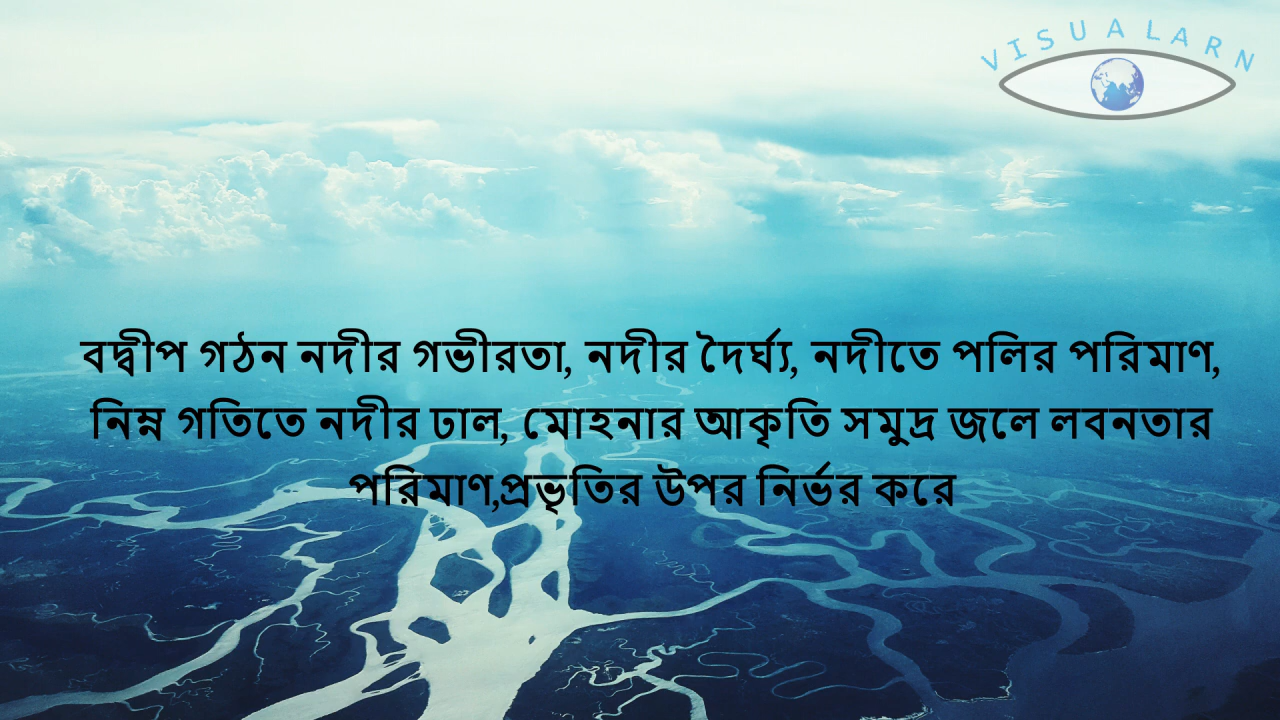 VISUALARN
বদ্বীপ গঠন নদীর গভীরতা, নদীর দৈর্ঘ্য, নদীতে পলির পরিমাণ,
নিম্ন গতিতে নদীর ঢাল, মোহনার আকৃতি সমুদ্র জলে লবনতার
পরিমাণ,প্রভৃতির উপর নির্ভর করে